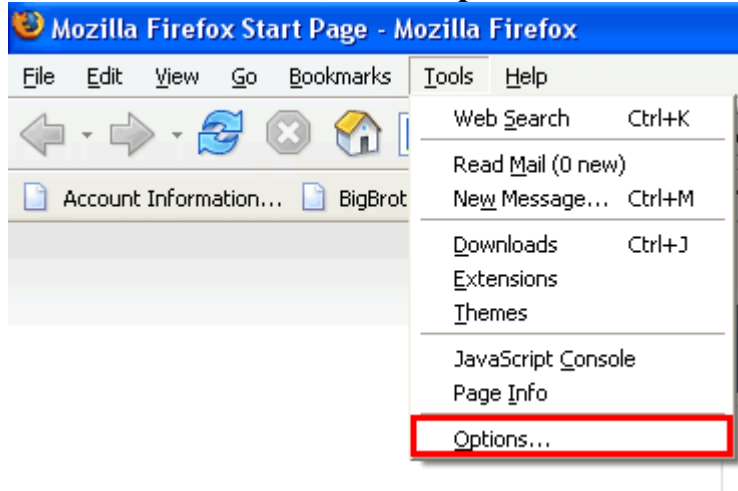 Mozilla Firefox Start Page - Mozilla Firefox
File Edit View Go Bookmarks Tools Help
Web Search Ctrl+K
Read Mail (0 new)
Account Information... BigBrot
New Message... Ctrl+M
Downloads Ctrl+J
Extensions
Themes
JavaScript Console
Page Info
Options...